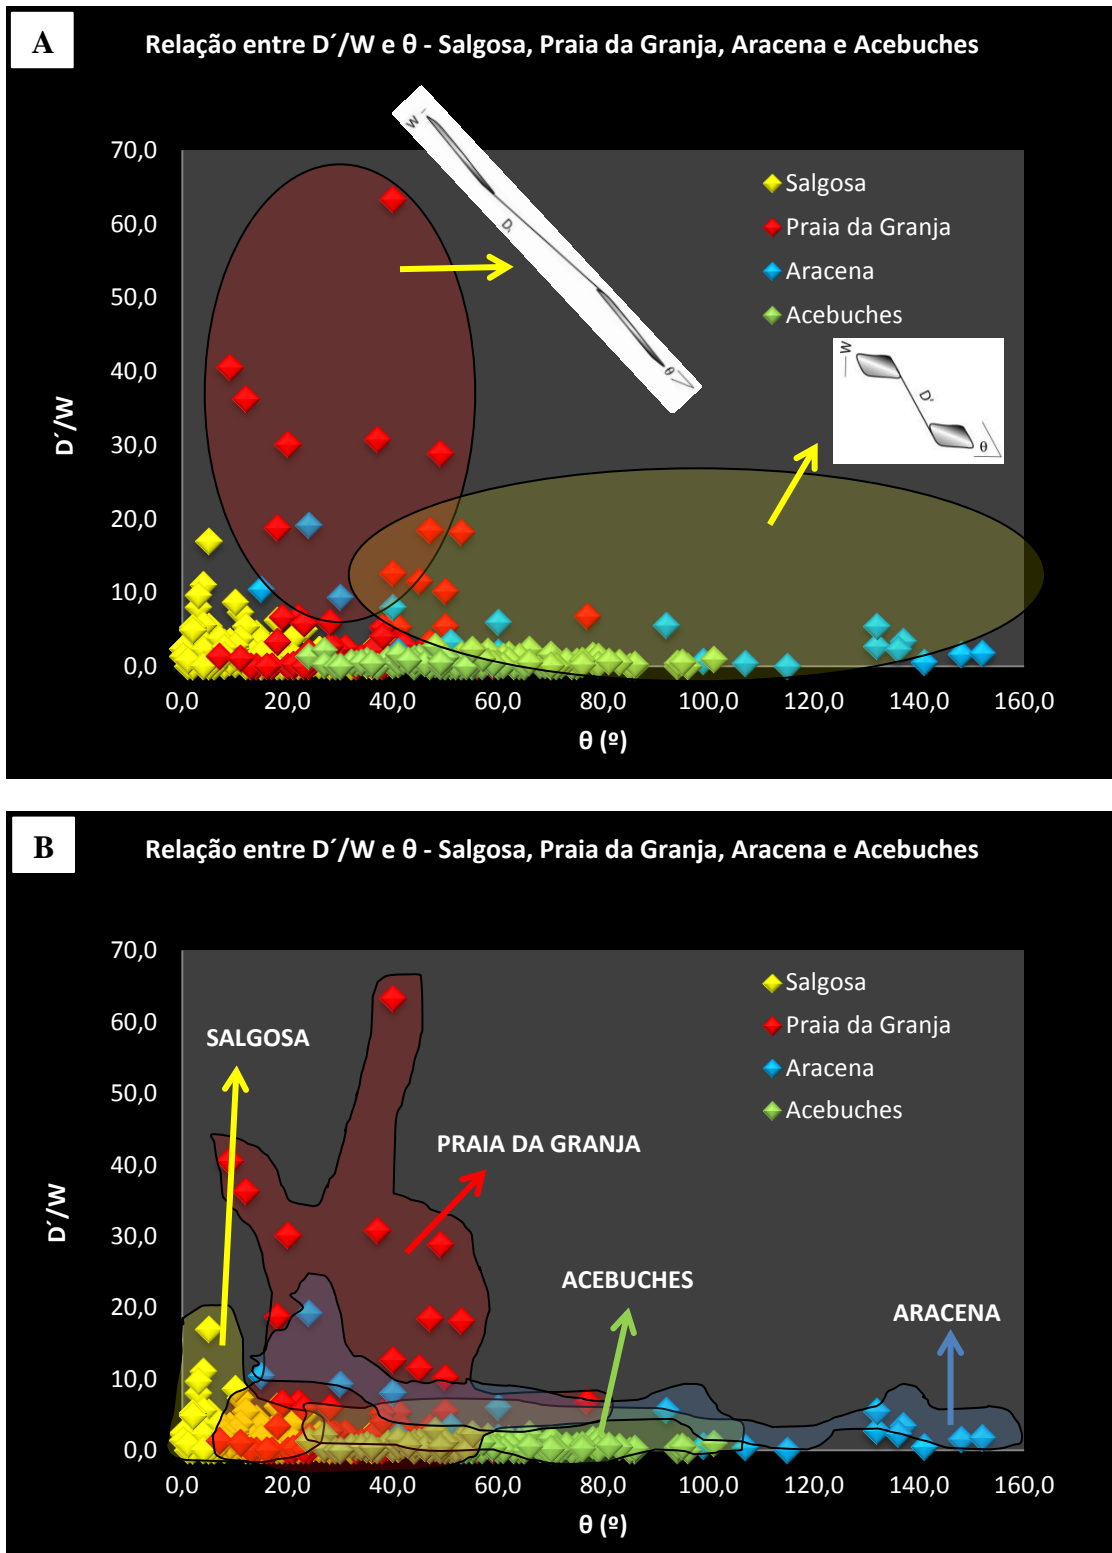 A
Relação entre D´/W e θ - Salgosa, Praia da Granja, Aracena e Acebuches
W
D,
θ
70,0
60,0
50,0
40,0
30,0
20,0
10,0
0,0
D´/W
Salgosa
Praia da Granja
Aracena
Acebuches
W
D'
θ
0,0 20,0 40,0 60,0 80,0 100,0 120,0 140,0 160,0
θ (º)
B
Relação entre D´/W e θ - Salgosa, Praia da Granja, Aracena e Acebuches
70,0
60,0
50,0
40,0
30,0
20,0
10,0
0,0
D´/W
Salgosa
Praia da Granja
Aracena
Acebuches
SALGOSA
PRAIA DA GRANJA
ACEBUCHES
ARACENA
0,0 20,0 40,0 60,0 80,0 100,0 120,0 140,0 160,0
θ (º)